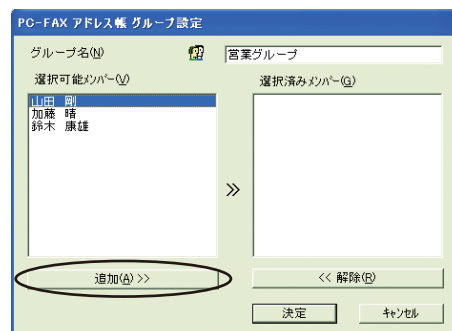 PC-FAX アドレス帳 グループ設定
グループ名(N)
営業グループ
選択可能メンバー(V)
選択済みメンバー(G)
山田 剛
加藤 晴
鈴木 康雄
»
追加(A) >>
<< 解除(R)
決定
キャンセル